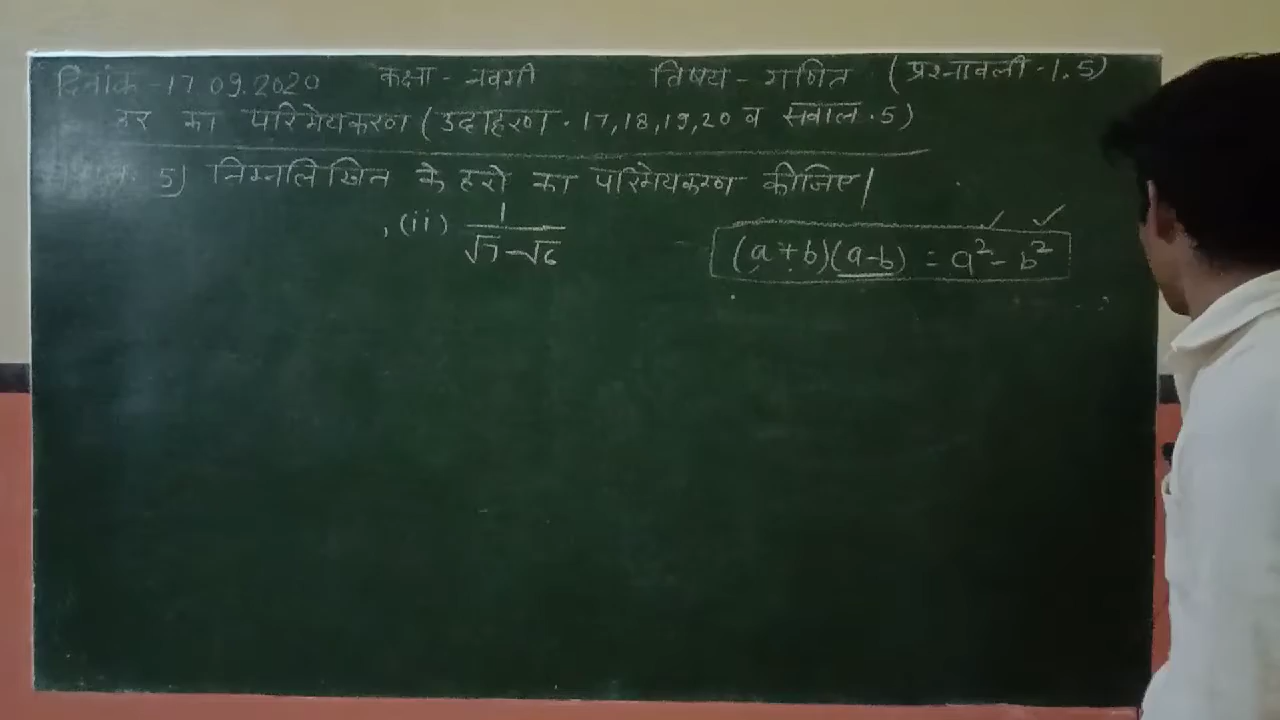 दिनांक -17 09.2020 कक्षा - नवमी विषय - गणित (प्रश्नावली -1.5)
हर का परिमेयकरण (उदाहरण . 17,18,19,20 व सवाल .5)
5) निम्नलिखित के हरो का परिमेयकरण कीजिए|
(ii) 1/(√7-√6) (a+b)(a-b) = a²- b²